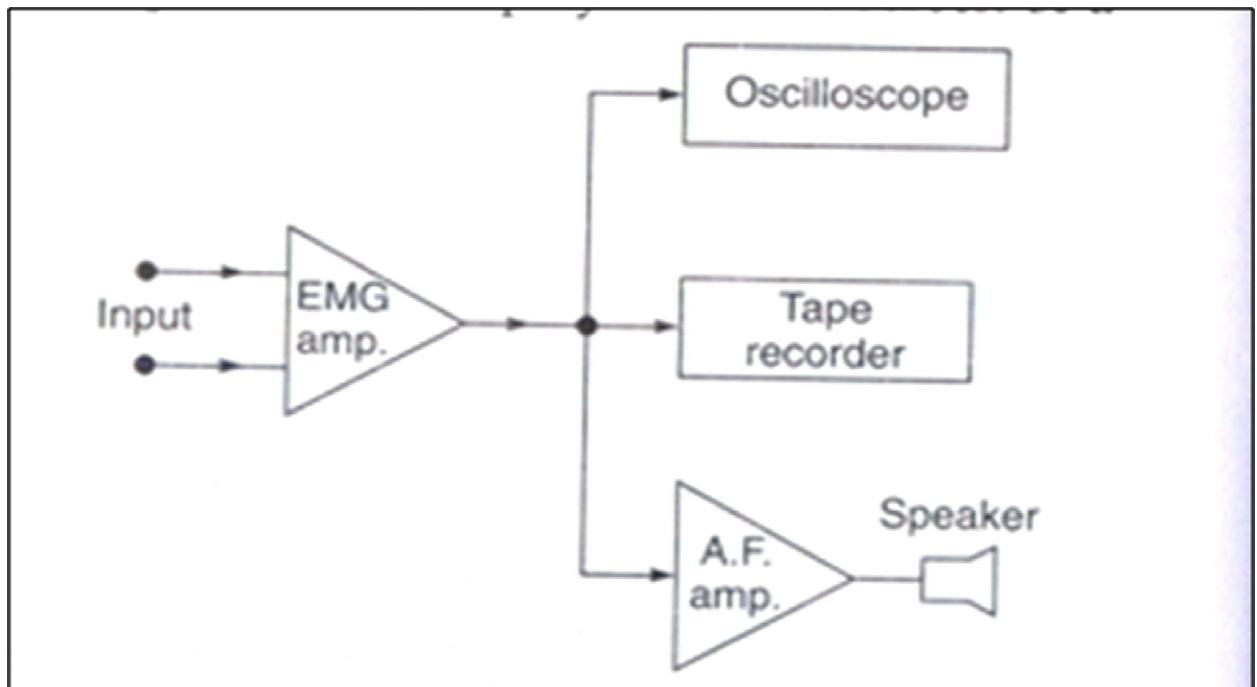 Oscilloscope
Input
EMG
amp.
Tape
recorder
Speaker
A.F.
amp.